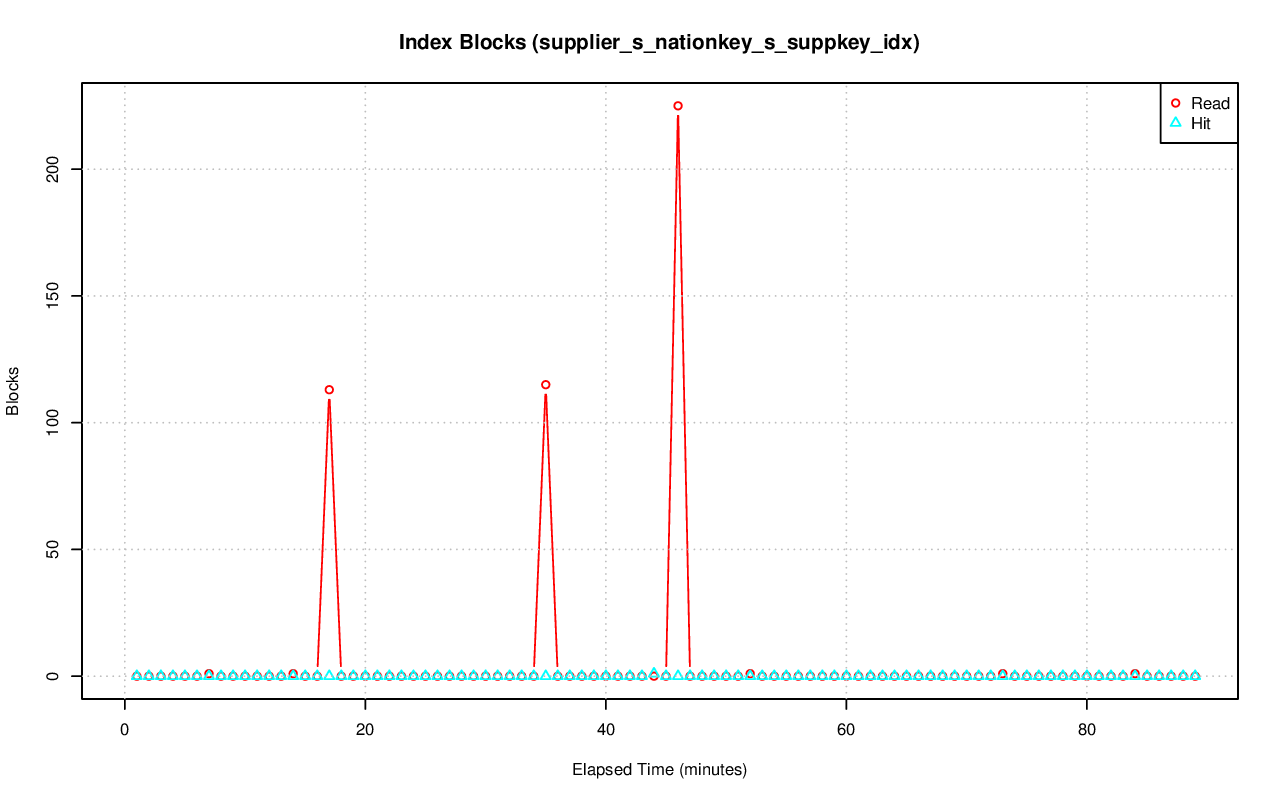 Index Blocks (supplier_s_nationkey_s_suppkey_idx)
Read
Hit
Blocks
200
150
100
50
0
0 20 40 60 80
Elapsed Time (minutes)